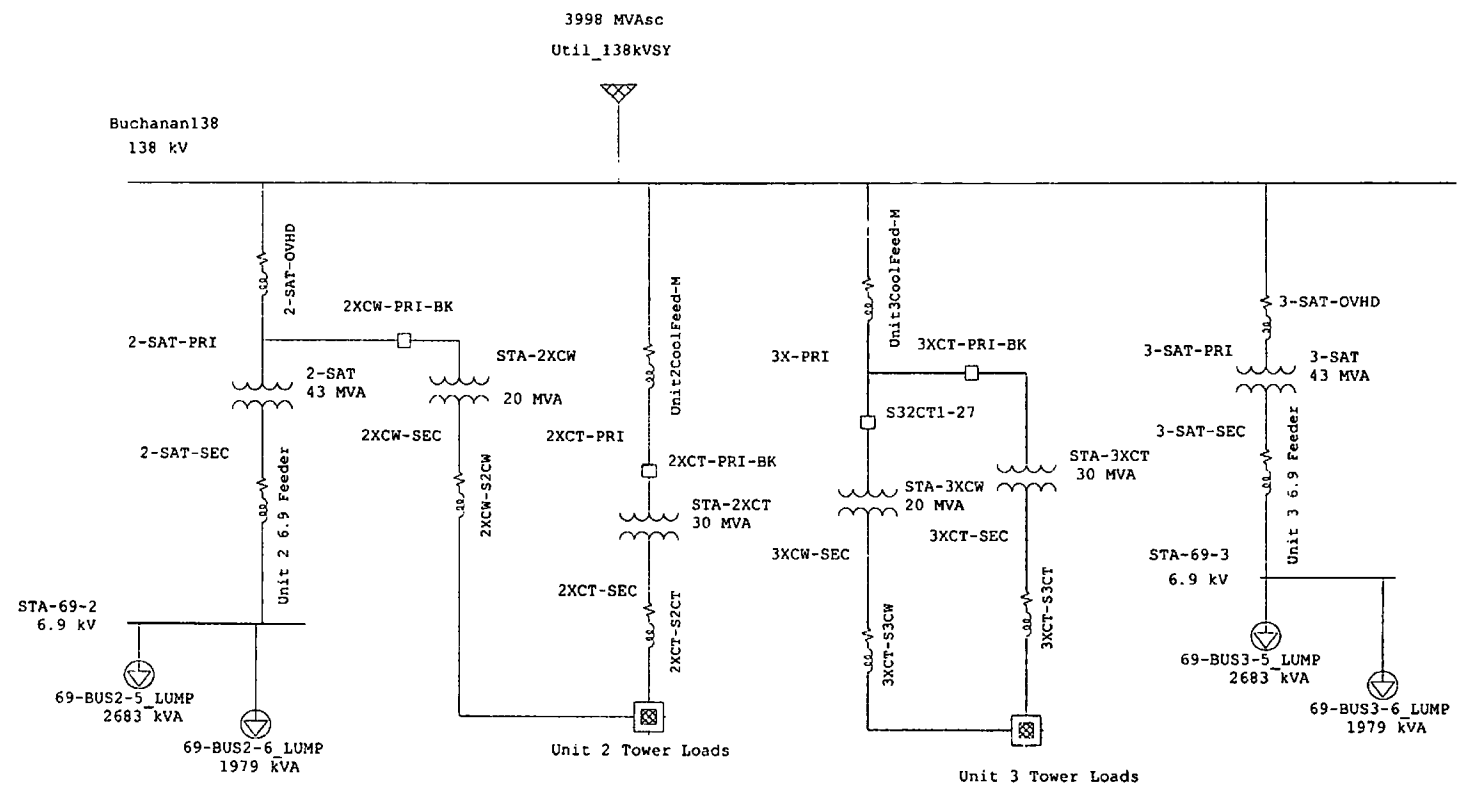 3998 MVAsc
Util_138kVSY
Buchanan138
138 kV
2-SAT-OVHD
2XCW-PRI-BK
2-SAT-PRI
2-SAT
43 MVA
STA-2XCW
20 MVA
2XCW-SEC
2-SAT-SEC
Unit 2 6.9 Feeder
2XCW-S2CW
STA-69-2
6.9 kV
69-BUS2-5_LUMP
2683 kVA
69-BUS2-6_LUMP
1979 kVA
Unit2CoolFeed-M
2XCT-PRI
2XCT-PRI-BK
STA-2XCT
30 MVA
2XCT-SEC
2XCT-S2CT
Unit 2 Tower Loads
Unit3CoolFeed-M
3X-PRI
3XCT-PRI-BK
S32CT1-27
STA-3XCW
20 MVA
STA-3XCT
30 MVA
3XCW-SEC
3XCT-SEC
3XCT-S3CW
3XCT-S3CT
Unit 3 Tower Loads
3-SAT-OVHD
3-SAT-PRI
3-SAT
43 MVA
3-SAT-SEC
Unit 3 6.9 Feeder
STA-69-3
6.9 kV
69-BUS3-5_LUMP
2683 kVA
69-BUS3-6_LUMP
1979 kVA